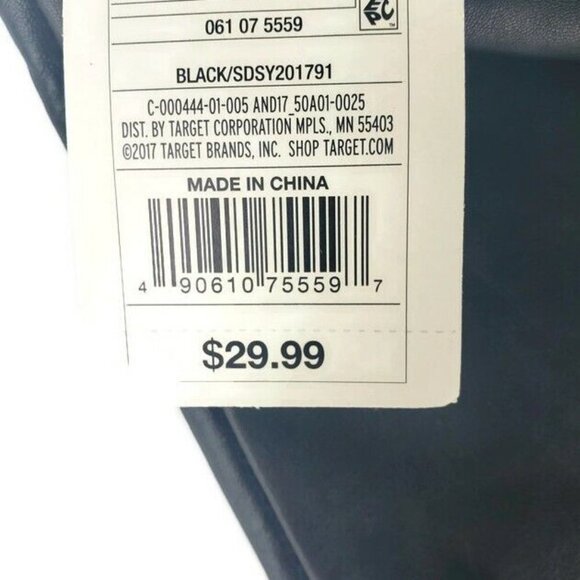 061 07 5559
BLACK/SDSY201791
C-000444-01-005 AND17_50A01-0025
DIST. BY TARGET CORPORATION MPLS., MN 55403
©2017 TARGET BRANDS, INC. SHOP TARGET.COM
MADE IN CHINA
4 90610 75559 7
$29.99